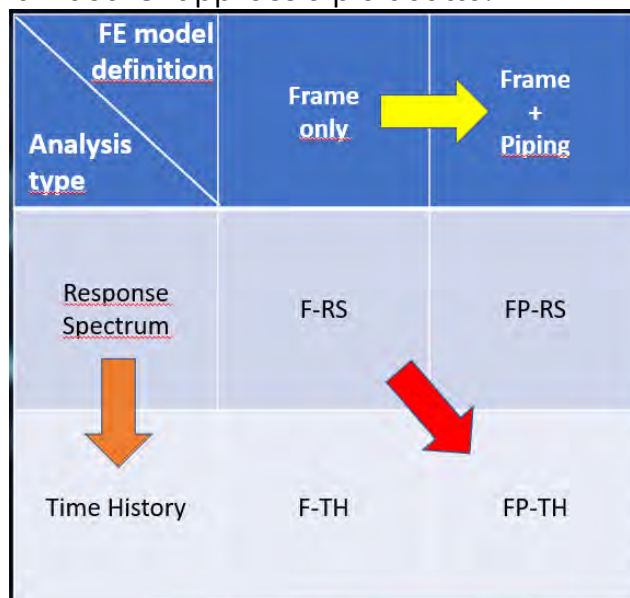 FE model
definition
Analysis
type
Frame
only
Frame
+
Piping
Response
Spectrum
F-RS
FP-RS
Time History
F-TH
FP-TH